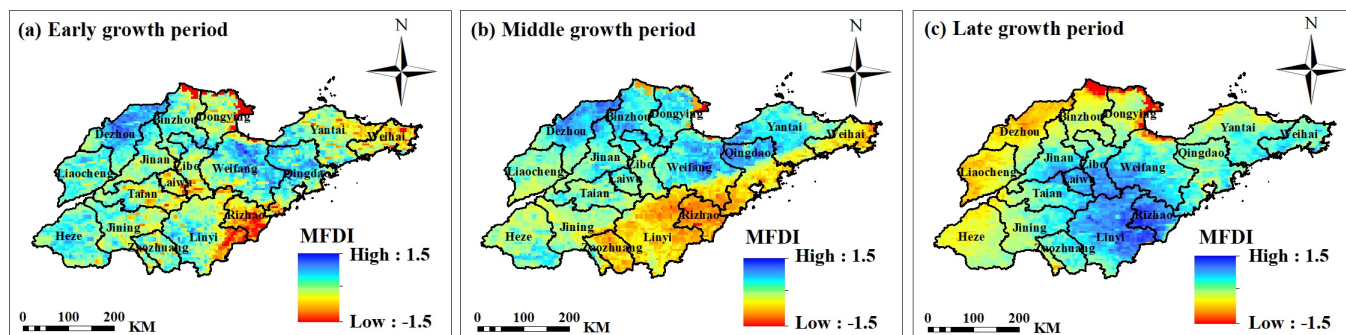 (a) Early growth period
N
Dezhou
Binzhou
Dongying
Yantai
Weihai
Jinan
Zibo
Weifang
Liaocheng
Laiwu
Qingdao
Taian
Rizhao
Heze
Jining
Linyi
Zaozhuang
MFDI
High : 1.5
Low : -1.5
0 100 200
KM
(b) Middle growth period
N
Dezhou
Binzhou
Dongying
Yantai
Weihai
Jinan
Zibo
Weifang
Qingdao
Liaocheng
Laiwu
Taian
Rizhao
Heze
Jining
Linyi
Zaozhuang
MFDI
High : 1.5
Low : -1.5
0 100 200
KM
(c) Late growth period
N
Dezhou
Binzhou
Dongying
Yantai
Weihai
Jinan
Zibo
Weifang
Qingdao
Liaocheng
Laiwu
Taian
Rizhao
Heze
Jining
Linyi
Zaozhuang
MFDI
High : 1.5
Low : -1.5
0 100 200
KM